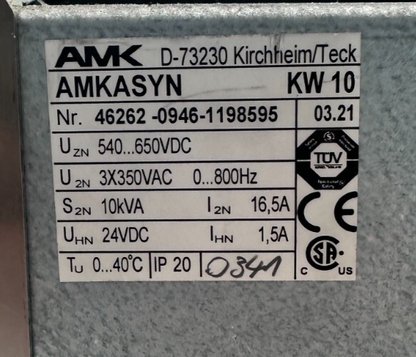 AMK D-73230 Kirchheim/Teck
AMKASYN KW 10
Nr. 46262 -0946-1198595 03.21
UZN 540...650VDC
U2N 3X350VAC 0...800Hz
S2N 10kVA I2N 16,5A
UHN 24VDC IHN 1,5A
TU 0...40°C IP 20 0341
TÜV
CE
C SA US